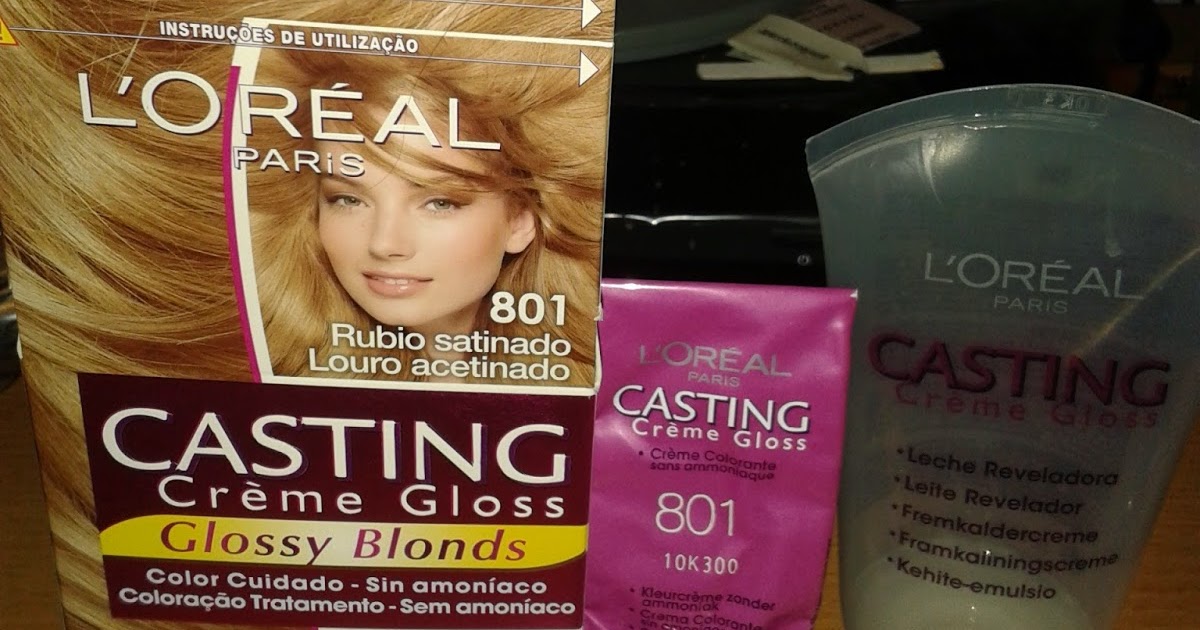 INSTRUÇÕES DE UTILIZAÇÃO
L'ORÉAL
PARiS
801
Rubio satinado
Louro acetinado
CASTING
Crème Gloss
Glossy Blonds
Color Cuidado - Sin amoníaco
Coloração Tratamento - Sem amoníaco
L'ORÉAL
PARIS
CASTING
Crème Gloss
• Crème Colorante
sans ammoniaque
801
10K300
• Kleurcrème zonder
ammoniak
• Crema Colorante
L'ORÉAL
PARIS
CASTING
Crème Gloss
• Leche Reveladora
• Leite Revelador
• Fremkaldercreme
• Framkallningscreme
• Kehite-emulsio